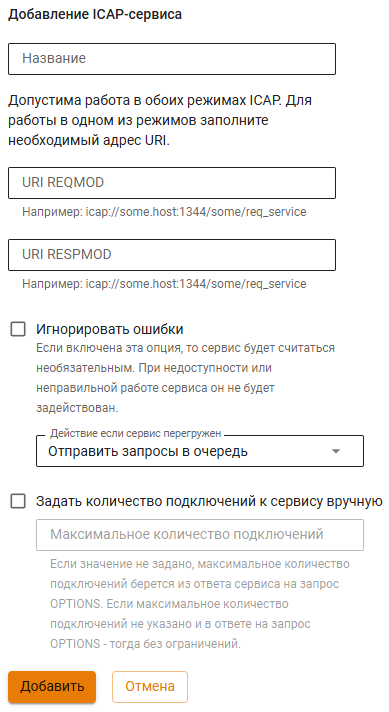 Добавление ICAP-сервиса
Название
Допустима работа в обоих режимах ICAP. Для
работы в одном из режимов заполните
необходимый адрес URI.
URI REQMOD
Например: icap://some.host:1344/some/req_service
URI RESPMOD
Например: icap://some.host:1344/some/req_service
Игнорировать ошибки
Если включена эта опция, то сервис будет считаться
необязательным. При недоступности или
неправильной работе сервиса он не будет
задействован.
Действие если сервис перегружен
Отправить запросы в очередь
Задать количество подключений к сервису вручную
Максимальное количество подключений
Если значение не задано, максимальное количество
подключений берется из ответа сервиса на запрос
OPTIONS. Если максимальное количество
подключений не указано и в ответе на запрос
OPTIONS - тогда без ограничений.
Добавить
Отмена